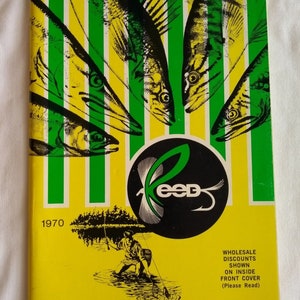 REED
1970
WHOLESALE
DISCOUNTS
SHOWN
ON INSIDE
FRONT COVER
(Please Read)